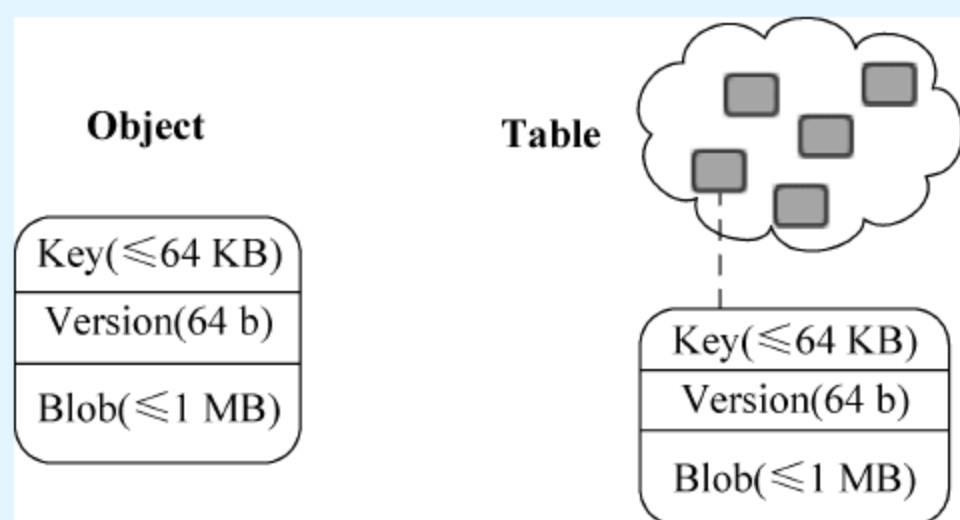 Object
Key(≤64 KB)
Version(64 b)
Blob(≤1 MB)
Table
Key(≤64 KB)
Version(64 b)
Blob(≤1 MB)